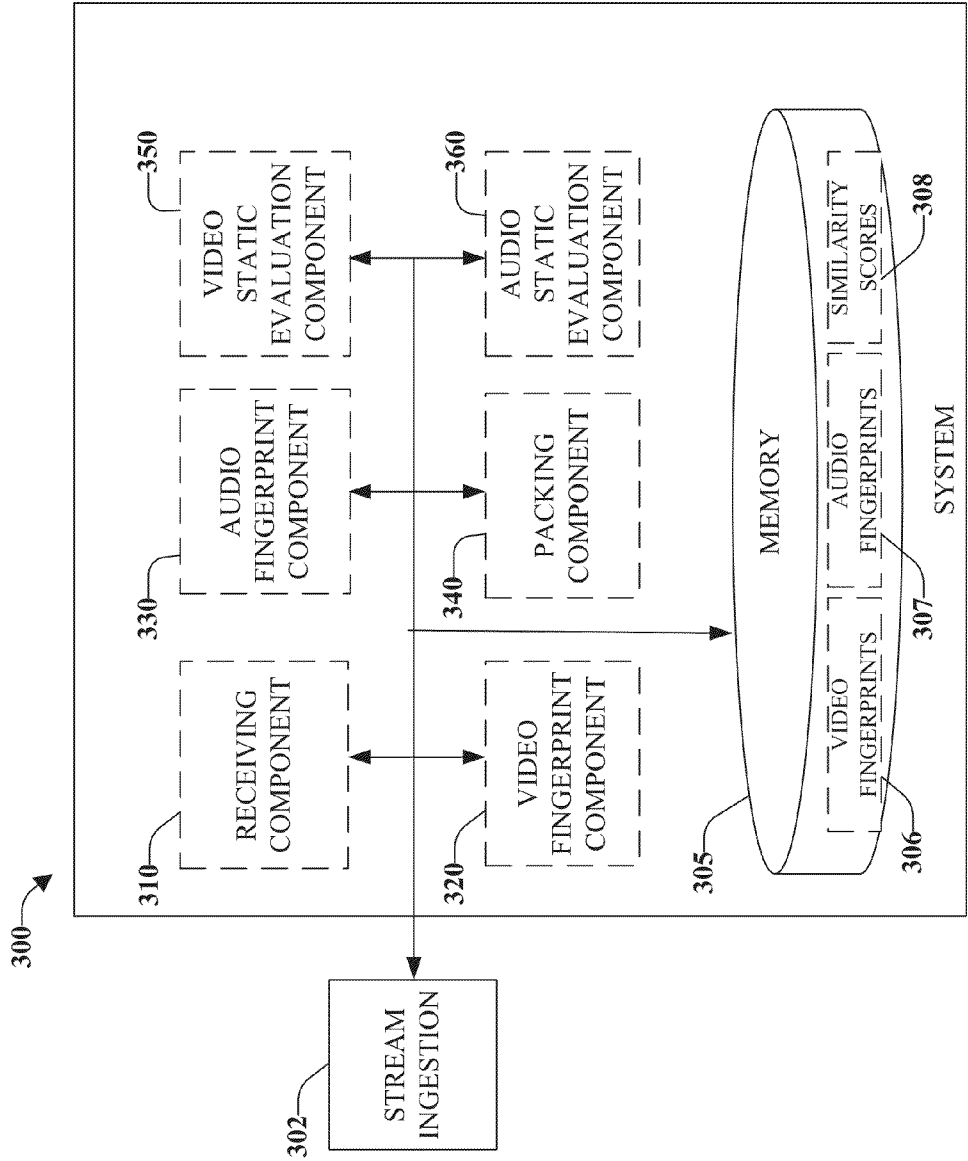 300
302
STREAM
INGESTION
310
RECEIVING
COMPONENT
330
AUDIO
FINGERPRINT
COMPONENT
350
VIDEO
STATIC
EVALUATION
COMPONENT
320
VIDEO
FINGERPRINT
COMPONENT
340
PACKING
COMPONENT
360
AUDIO
STATIC
EVALUATION
COMPONENT
305
MEMORY
VIDEO
FINGERPRINTS
306
AUDIO
FINGERPRINTS
307
SIMILARITY
SCORES
308
SYSTEM